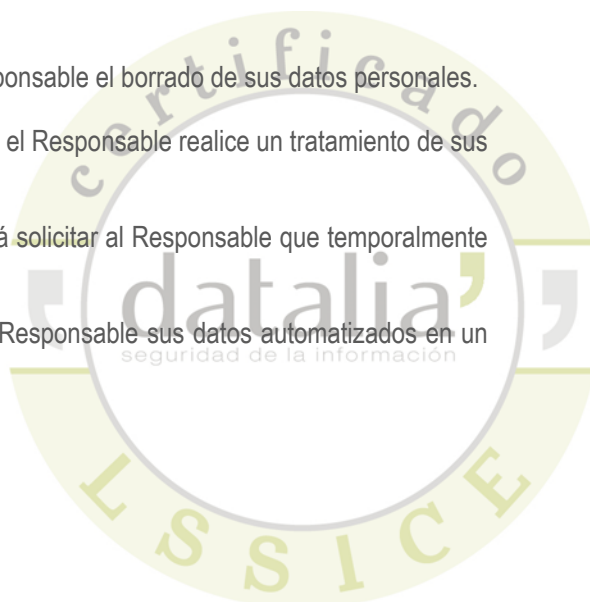 certificado
ponsable el borrado de sus datos personales.
el Responsable realice un tratamiento de sus
á solicitar al Responsable que temporalmente
datalia
Responsable sus datos automatizados en un
seguridad de la información
LSSICE